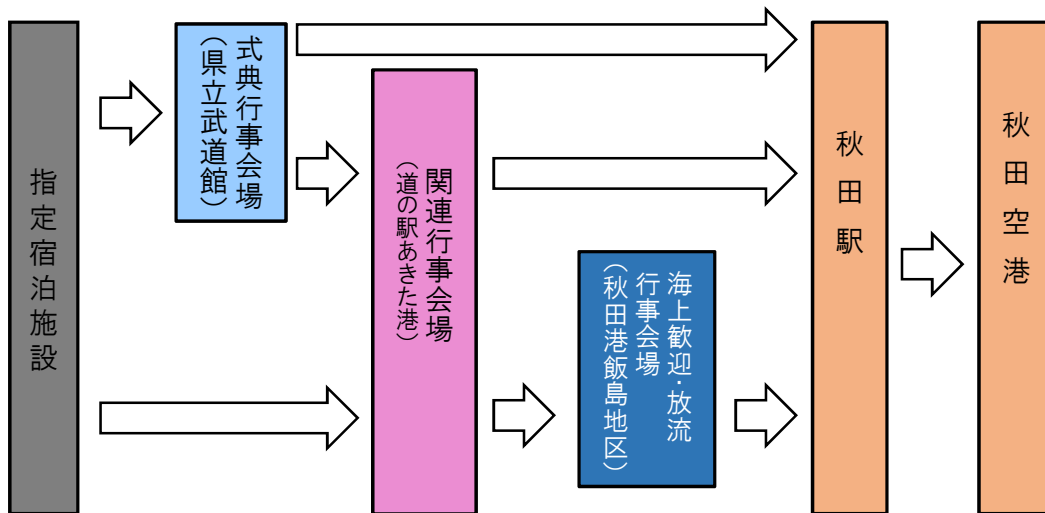 指定宿泊施設
式典行事会場
（県立武道館）
関連行事会場
（道の駅あきた港）
海上歓迎・放流
行事会場
（秋田港飯島地区）
秋田駅
秋田空港